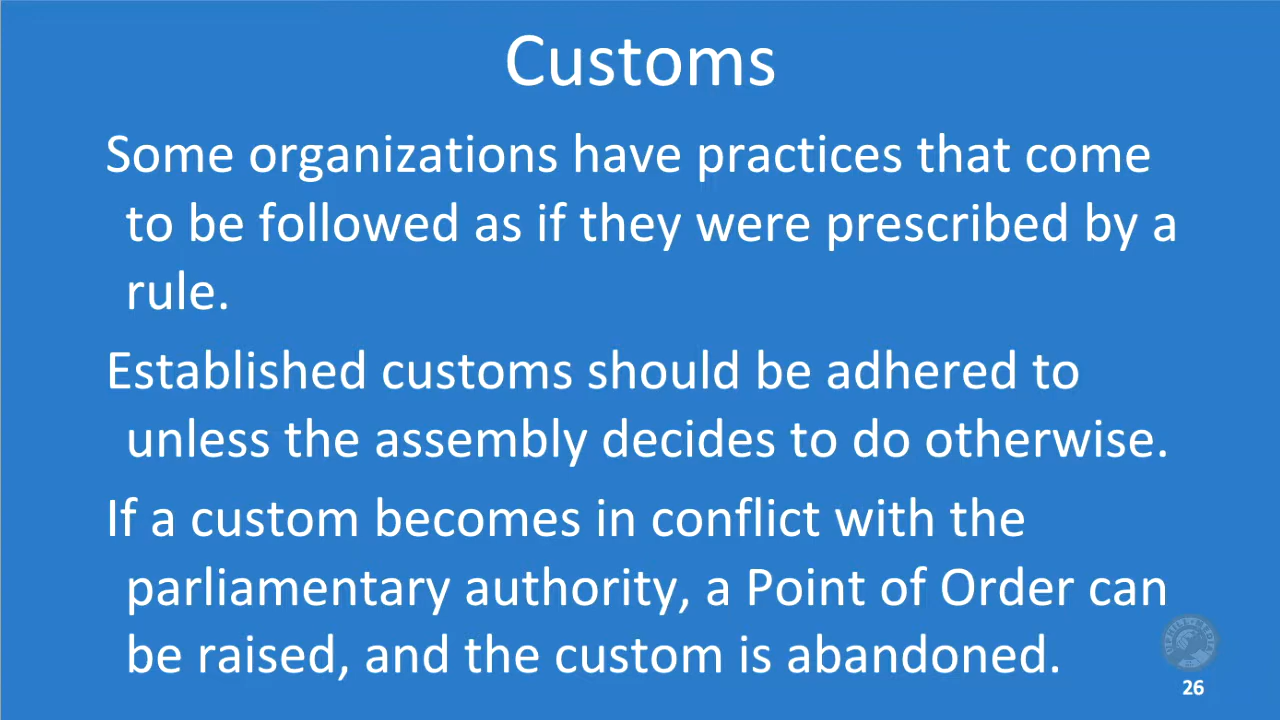 Customs
Some organizations have practices that come
to be followed as if they were prescribed by a
rule.
Established customs should be adhered to
unless the assembly decides to do otherwise.
If a custom becomes in conflict with the
parliamentary authority, a Point of Order can
be raised, and the custom is abandoned.
26